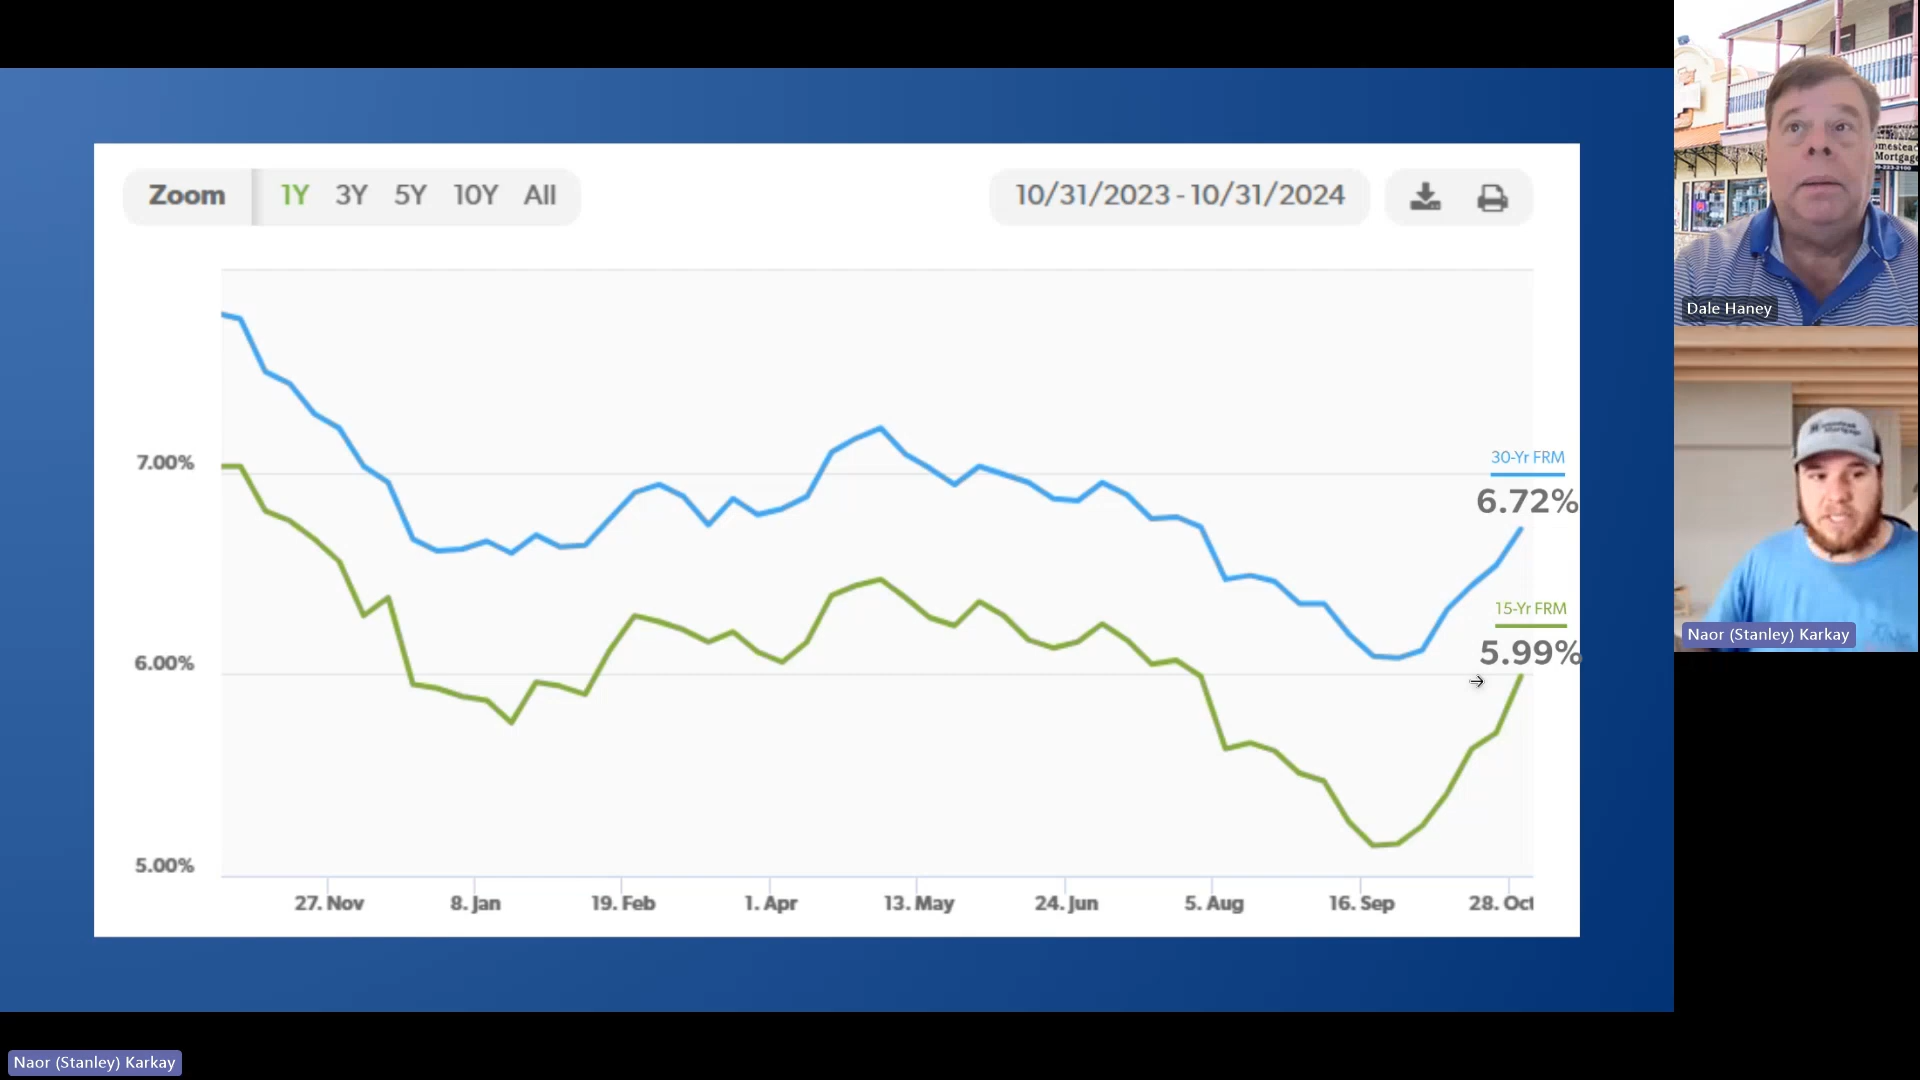 Zoom 1Y 3Y 5Y 10Y All 10/31/2023 - 10/31/2024
7.00%
6.00%
5.00%
30-Yr FRM
6.72%
15-Yr FRM
5.99%
27. Nov 8. Jan 19. Feb 1. Apr 13. May 24. Jun 5. Aug 16. Sep 28. Oct
Mortgage
Dale Haney
Mortgage
Naor (Stanley) Karkay
Naor (Stanley) Karkay